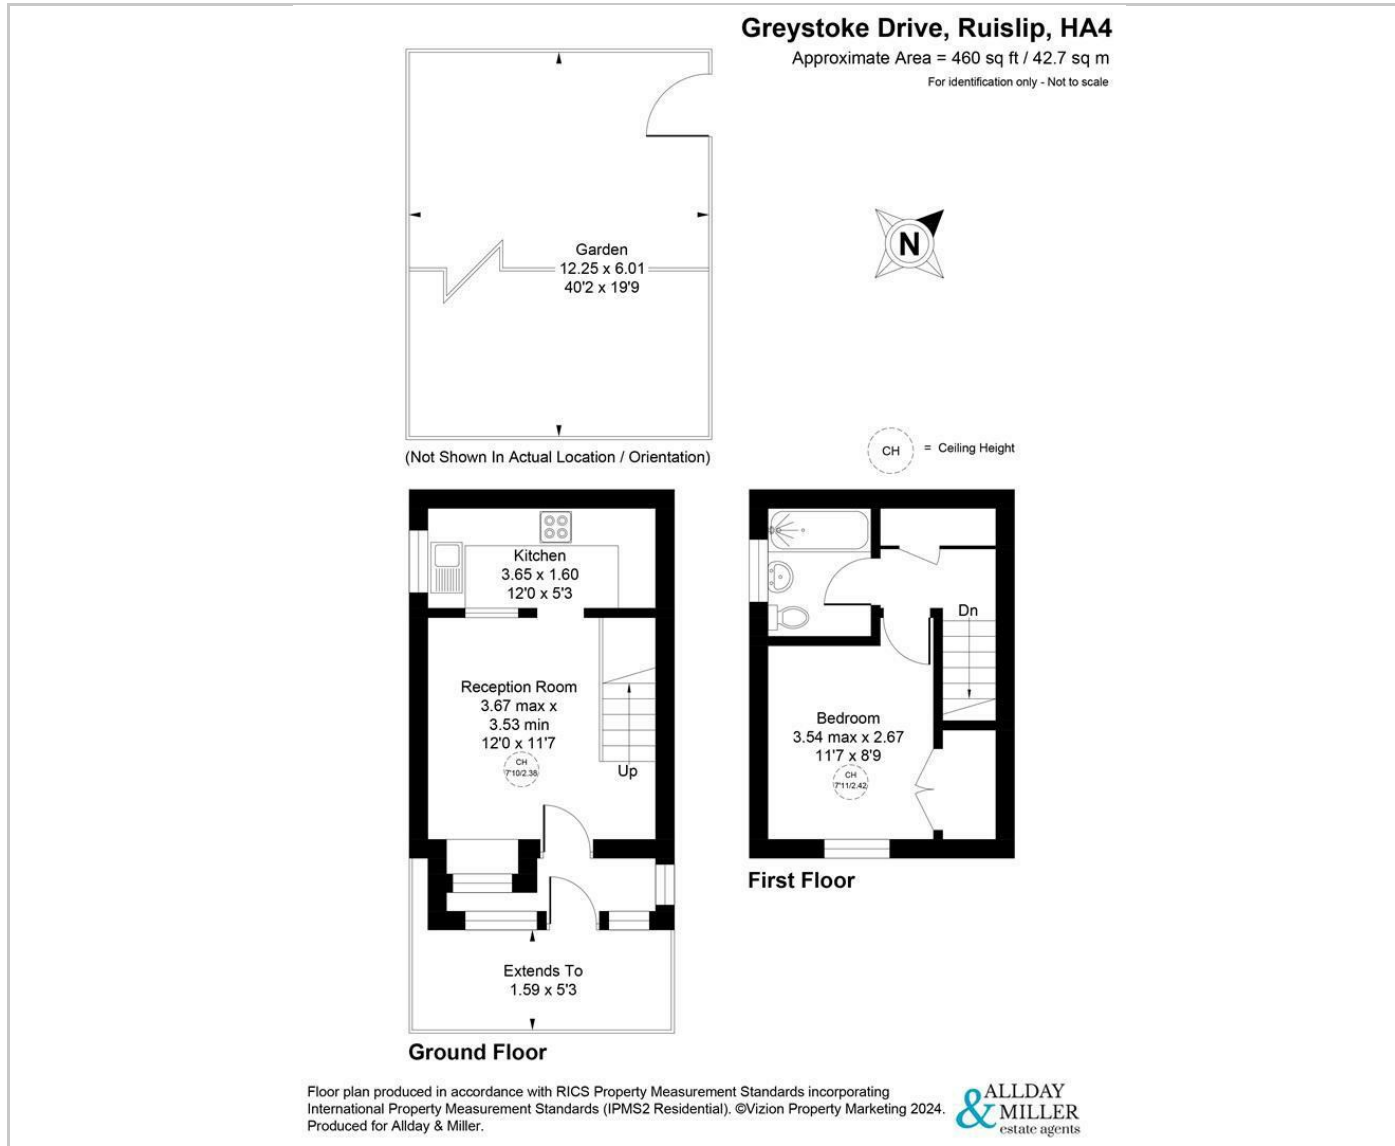 Greystoke Drive, Ruislip, HA4
Approximate Area = 460 sq ft / 42.7 sq m
For identification only - Not to scale
Garden
12.25 x 6.01
40'2 x 19'9
N
(Not Shown In Actual Location / Orientation)
CH
= Ceiling Height
Kitchen
3.65 x 1.60
12'0 x 5'3
Reception Room
3.67 max x
3.53 min
12'0 x 11'7
CH
7'10/2.38
Up
Extends To
1.59 x 5'3
Ground Floor
Dn
Bedroom
3.54 max x 2.67
11'7 x 8'9
CH
7'11/2.42
First Floor
Floor plan produced in accordance with RICS Property Measurement Standards incorporating
International Property Measurement Standards (IPMS2 Residential). ©Vizion Property Marketing 2024.
Produced for Allday & Miller.
ALLDAY
& MILLER
estate agents